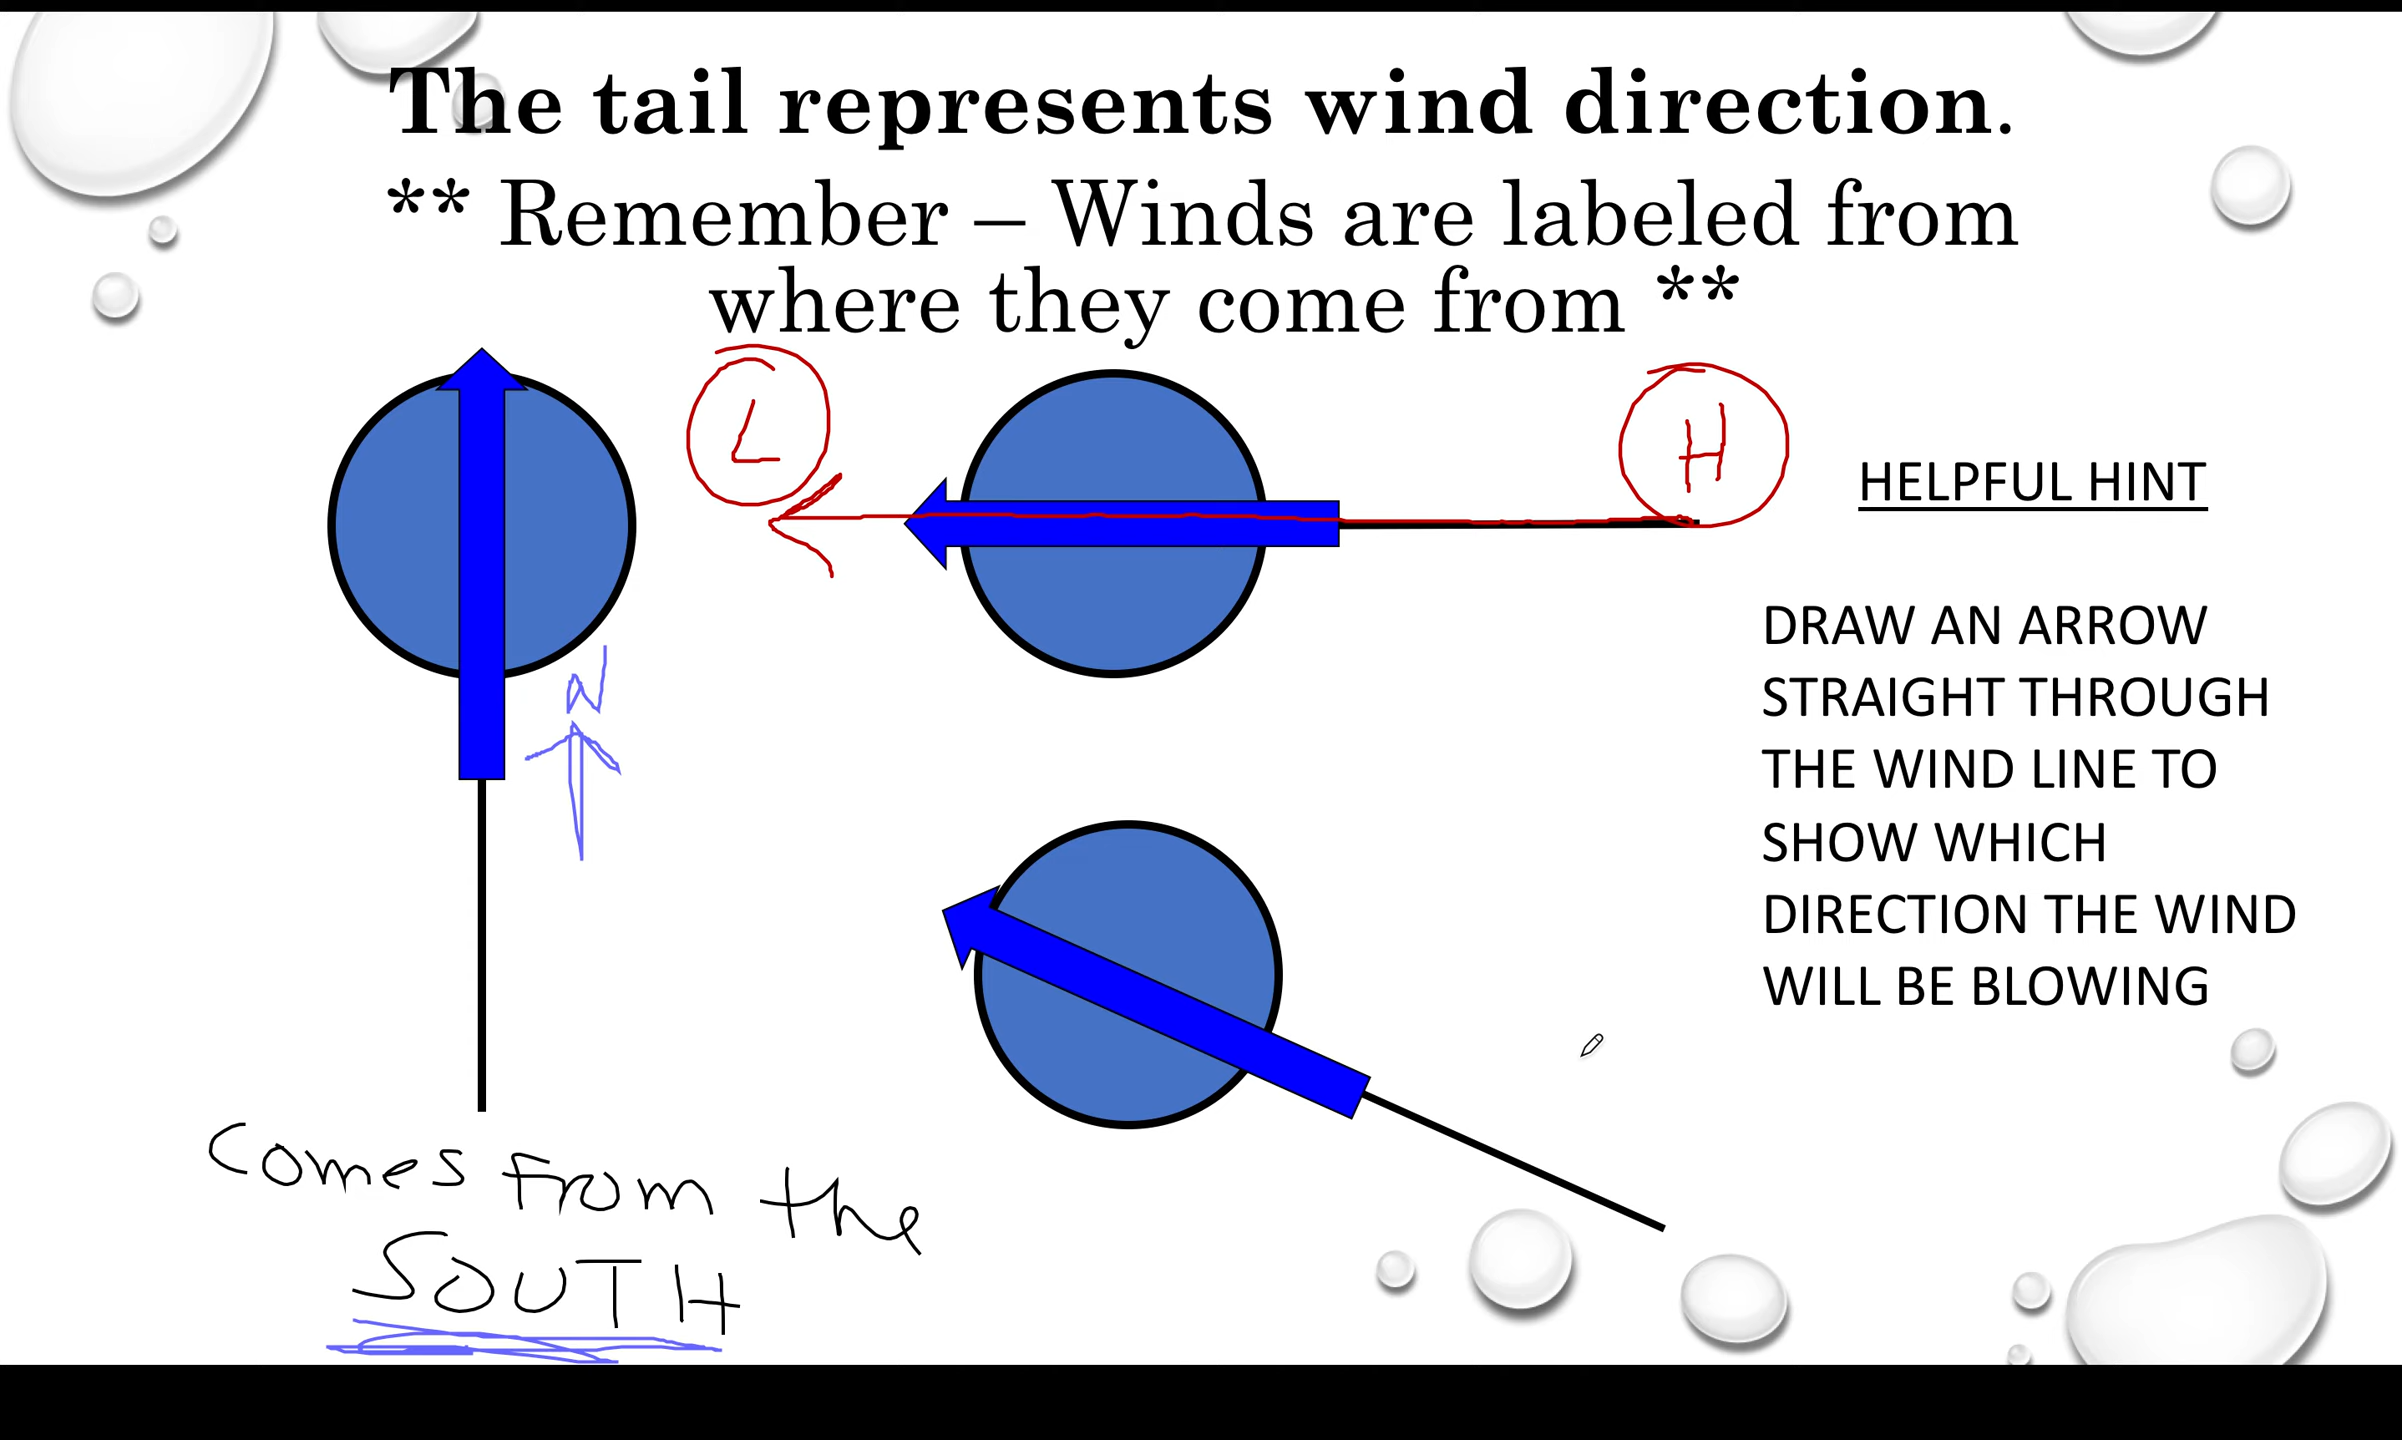 The tail represents wind direction.
** Remember – Winds are labeled from
where they come from **
L
H
N
HELPFUL HINT
DRAW AN ARROW
STRAIGHT THROUGH
THE WIND LINE TO
SHOW WHICH
DIRECTION THE WIND
WILL BE BLOWING
Comes From the
SOUTH